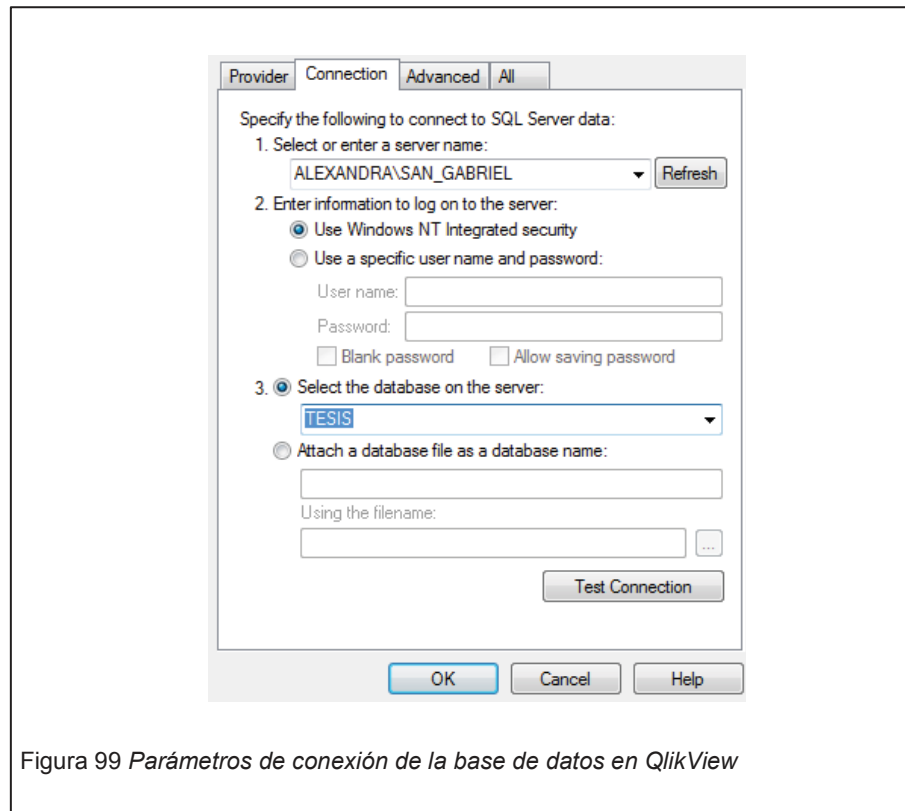 Provider Connection Advanced All
Specify the following to connect to SQL Server data:
1. Select or enter a server name:
ALEXANDRA\SAN_GABRIEL Refresh
2. Enter information to log on to the server:
Use Windows NT Integrated security
Use a specific user name and password:
User name:
Password:
Blank password Allow saving password
3. Select the database on the server:
TESIS
Attach a database file as a database name:
Using the filename:
...
Test Connection
OK Cancel Help
Figura 99 Parámetros de conexión de la base de datos en QlikView